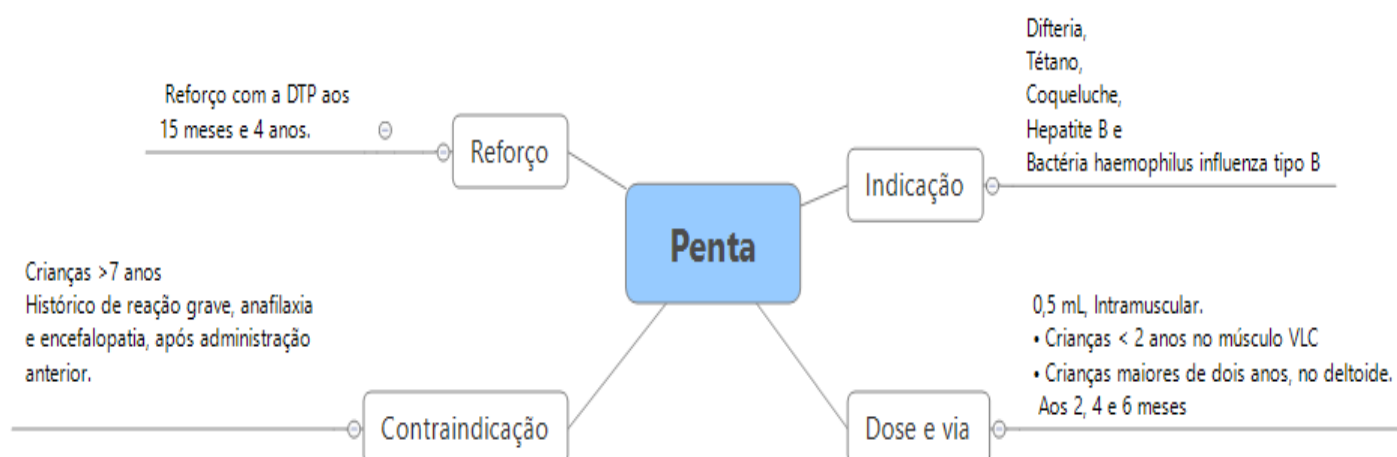 Penta
Reforço
Reforço com a DTP aos
15 meses e 4 anos.
Indicação
Difteria,
Tétano,
Coqueluche,
Hepatite B e
Bactéria haemophilus influenza tipo B
Contraindicação
Crianças >7 anos
Histórico de reação grave, anafilaxia
e encefalopatia, após administração
anterior.
Dose e via
0,5 mL, Intramuscular.
• Crianças < 2 anos no músculo VLC
• Crianças maiores de dois anos, no deltoide.
Aos 2, 4 e 6 meses